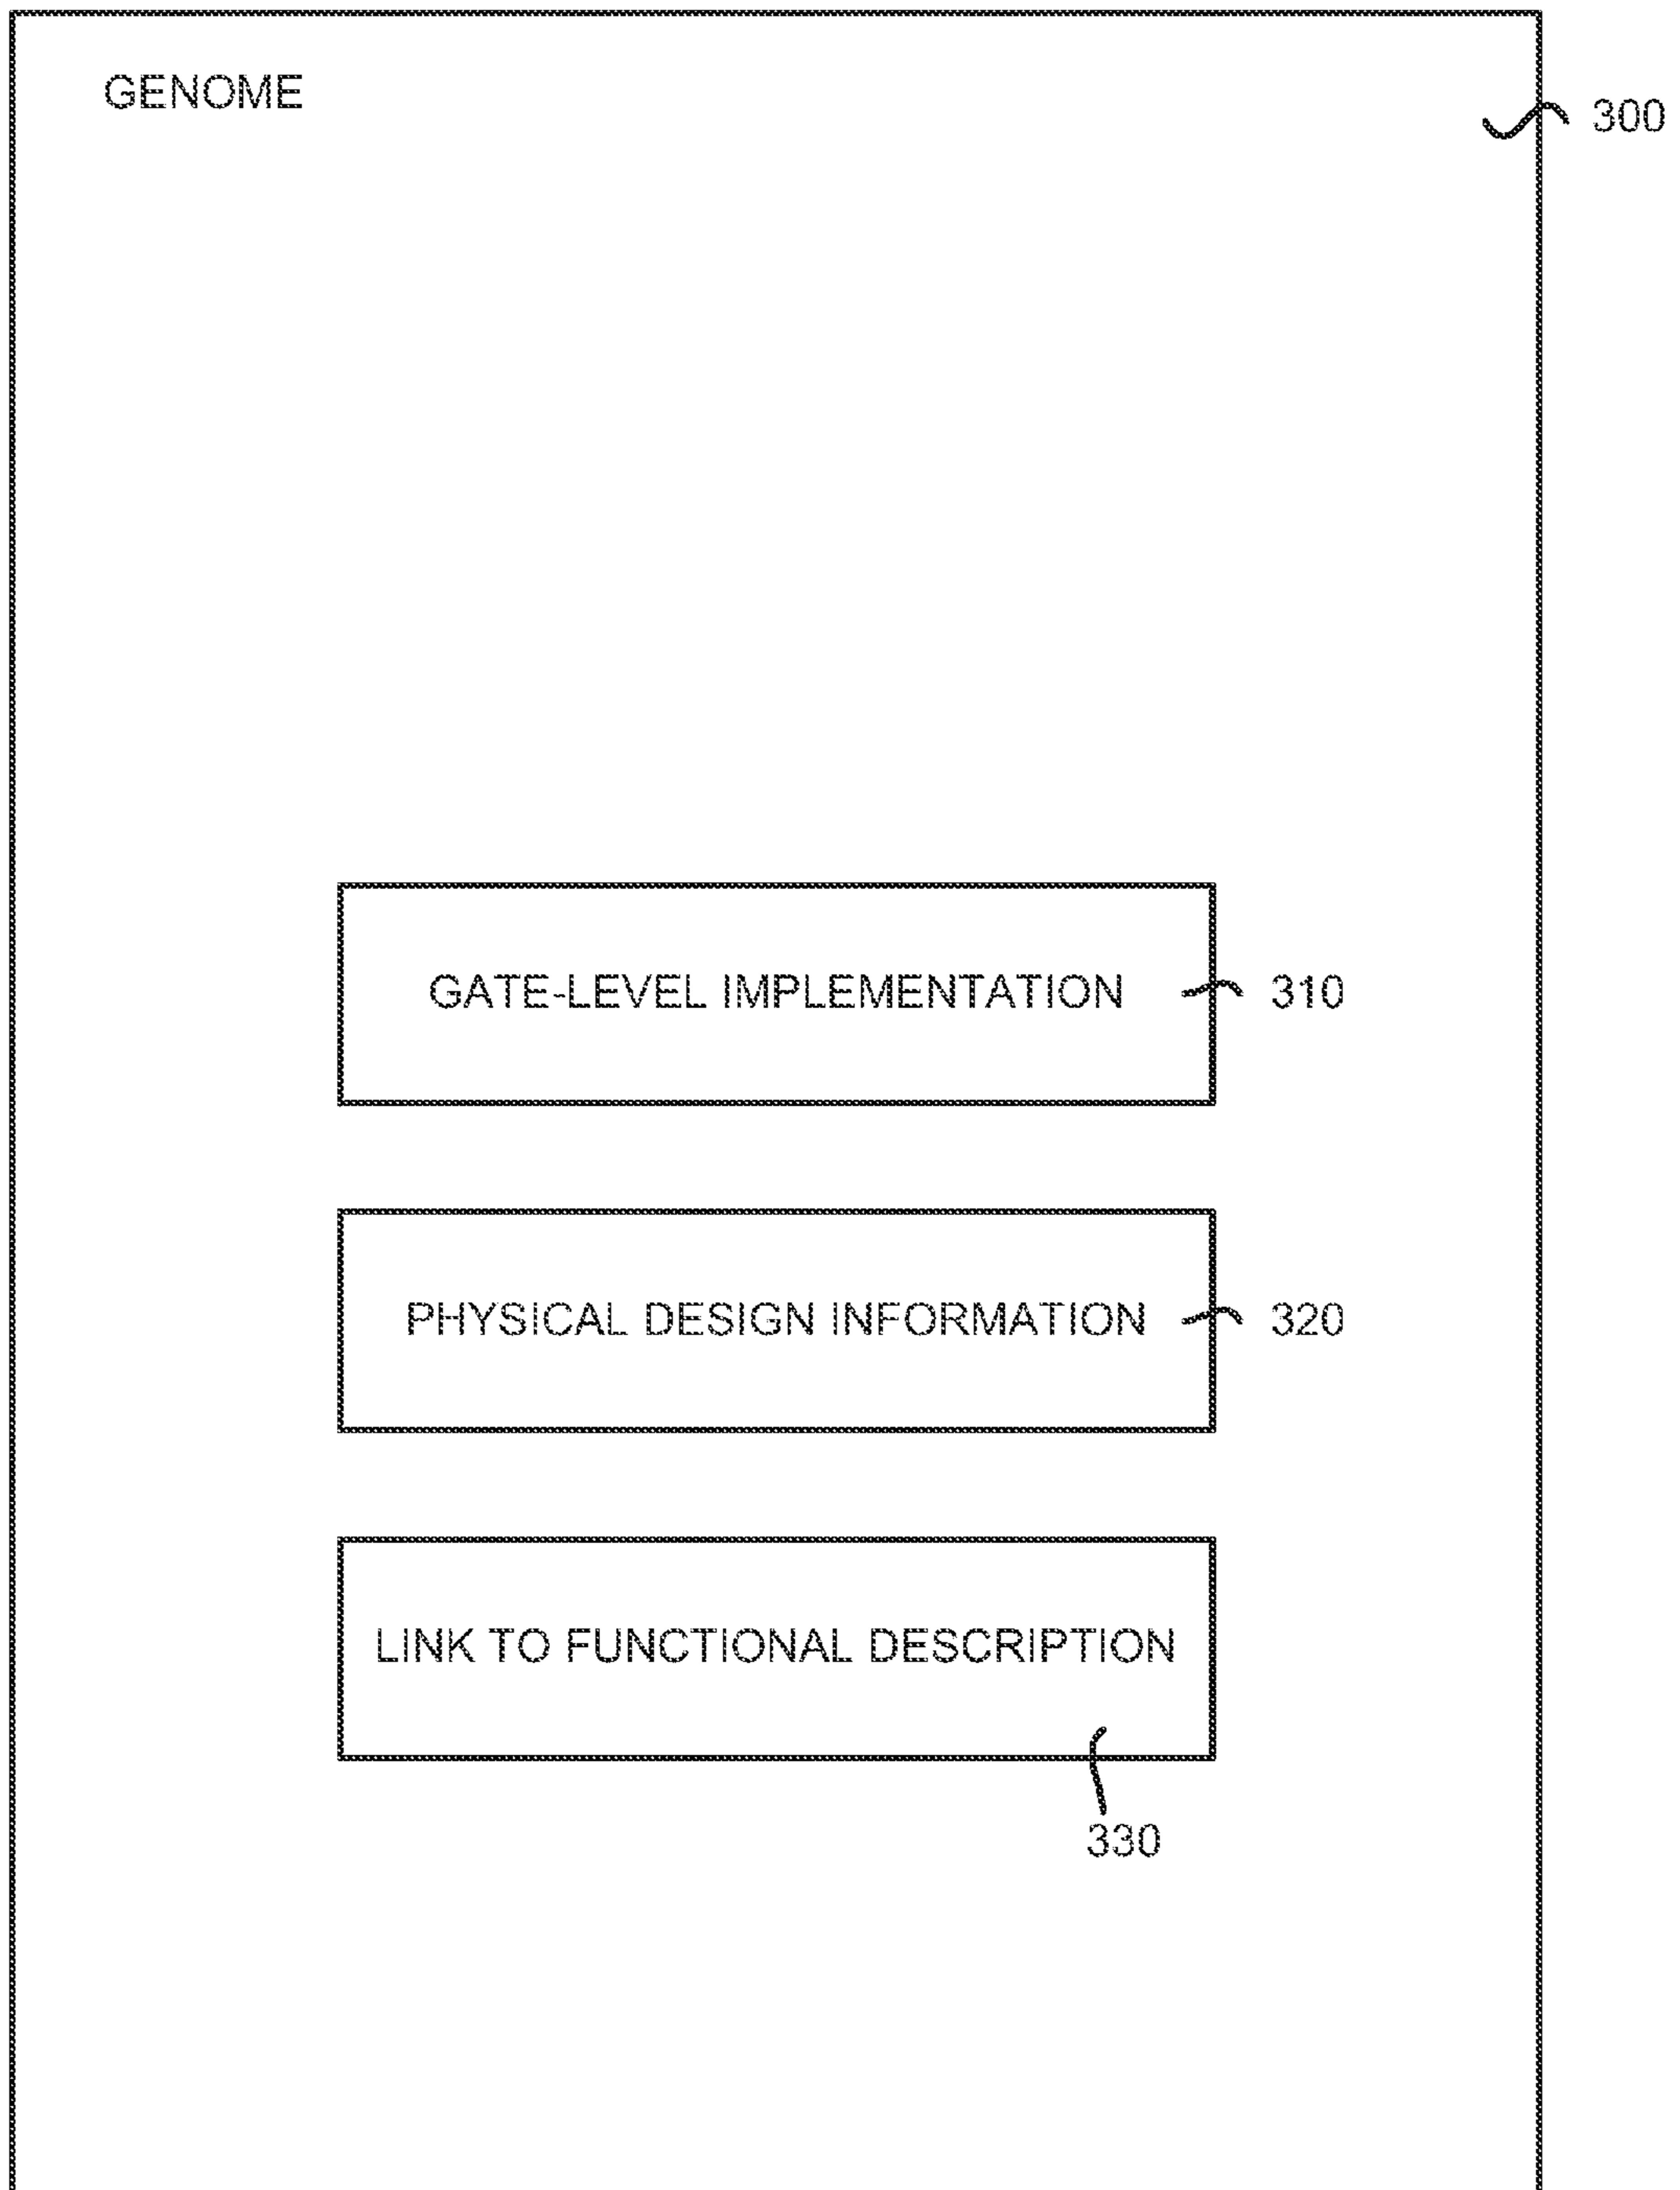 GENOME
300
GATE-LEVEL IMPLEMENTATION 310
PHYSICAL DESIGN INFORMATION 320
LINK TO FUNCTIONAL DESCRIPTION
330